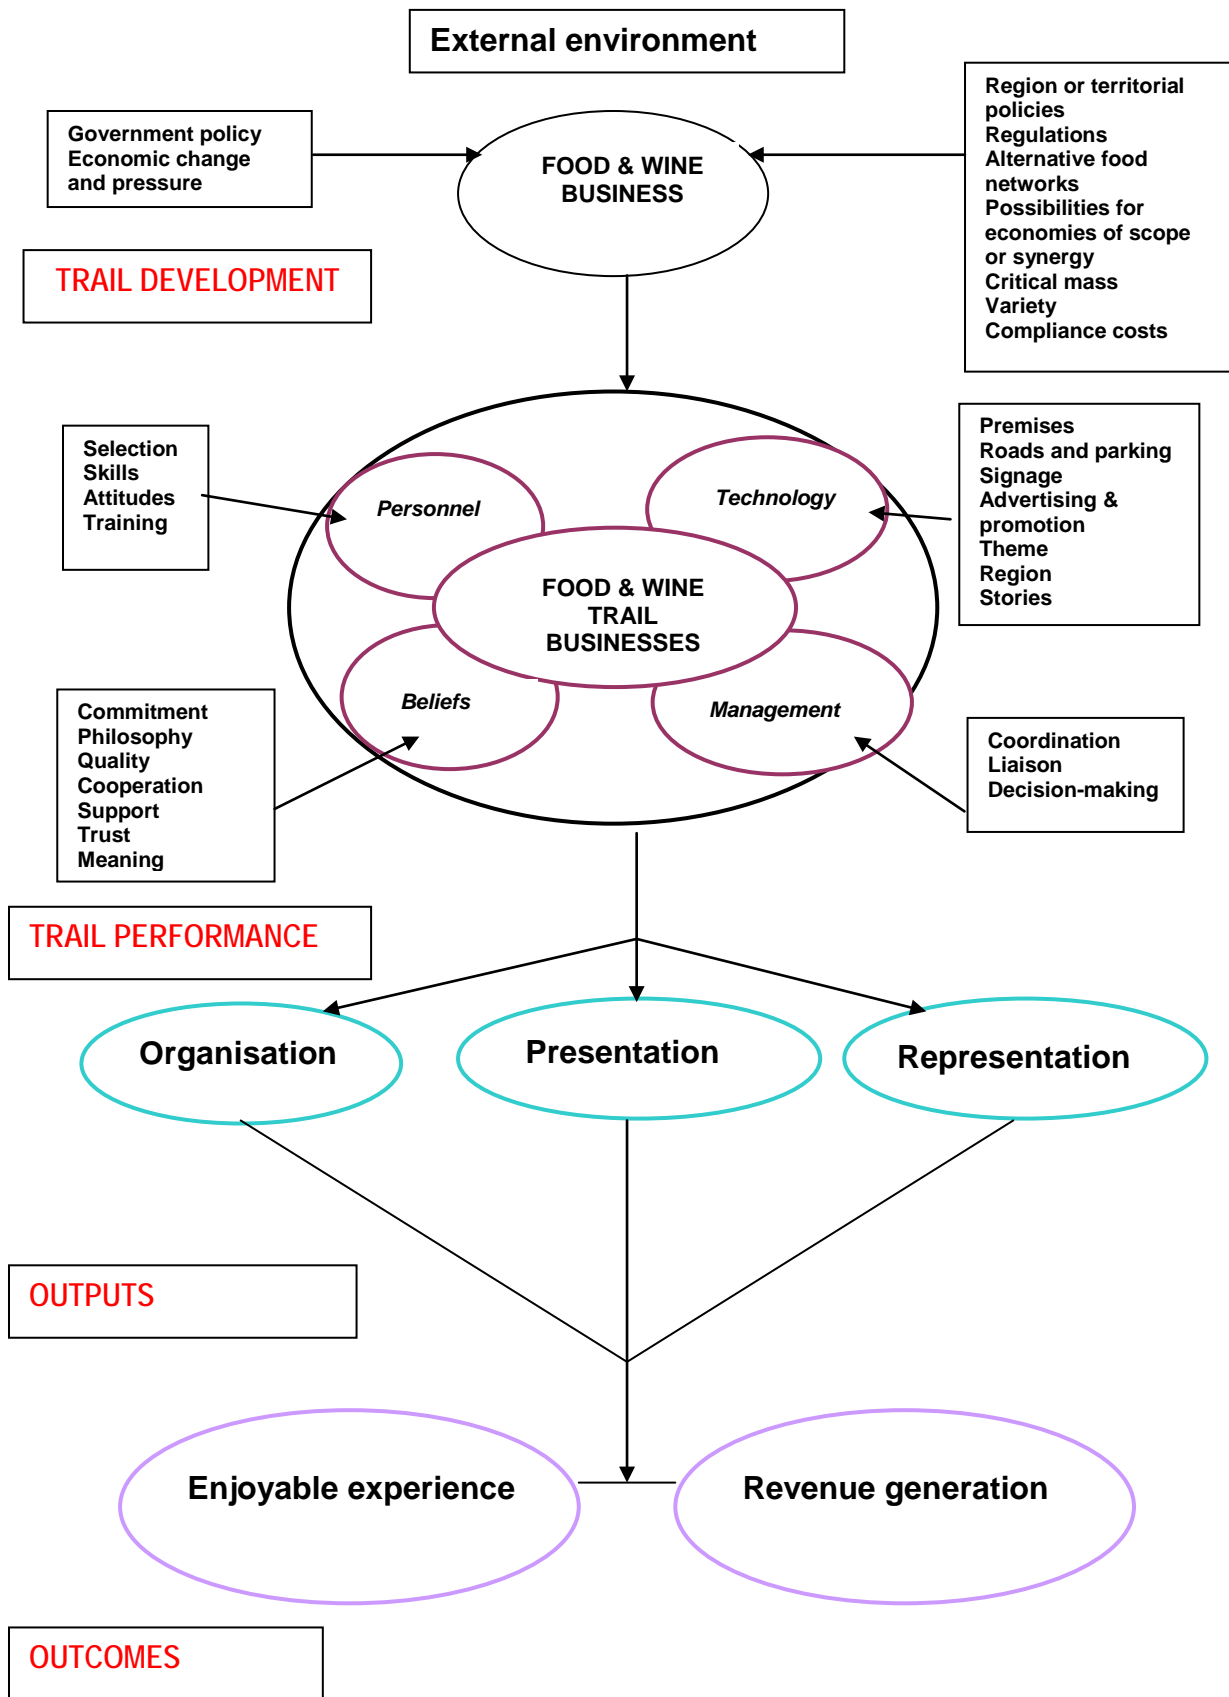 External environment
Government policy
Economic change
and pressure
FOOD & WINE
BUSINESS
Region or territorial
policies
Regulations
Alternative food
networks
Possibilities for
economies of scope
or synergy
Critical mass
Variety
Compliance costs
TRAIL DEVELOPMENT
Selection
Skills
Attitudes
Training
Personnel
Technology
Premises
Roads and parking
Signage
Advertising &
promotion
Theme
Region
Stories
FOOD & WINE
TRAIL
BUSINESSES
Commitment
Philosophy
Quality
Cooperation
Support
Trust
Meaning
Beliefs
Management
Coordination
Liaison
Decision-making
TRAIL PERFORMANCE
Organisation
Presentation
Representation
OUTPUTS
Enjoyable experience
Revenue generation
OUTCOMES